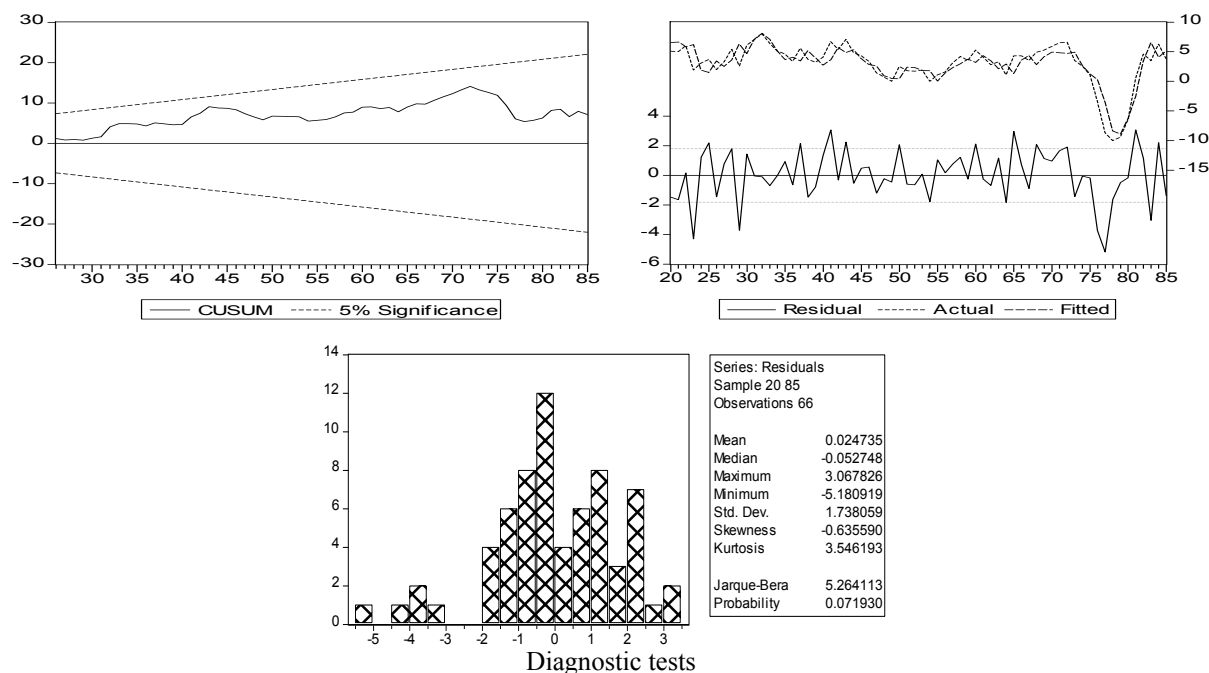 30
20
10
0
-10
-20
-30
30 35 40 45 50 55 60 65 70 75 80 85
CUSUM 5% Significance
10
5
0
-5
-10
-15
4
2
0
-2
-4
-6
20 25 30 35 40 45 50 55 60 65 70 75 80 85
Residual Actual Fitted
14
12
10
8
6
4
2
0
-5 -4 -3 -2 -1 0 1 2 3
Series: Residuals
Sample 20 85
Observations 66
Mean 0.024735
Median -0.052748
Maximum 3.067826
Minimum -5.180919
Std. Dev. 1.738059
Skewness -0.635590
Kurtosis 3.546193
Jarque-Bera 5.264113
Probability 0.071930
Diagnostic tests